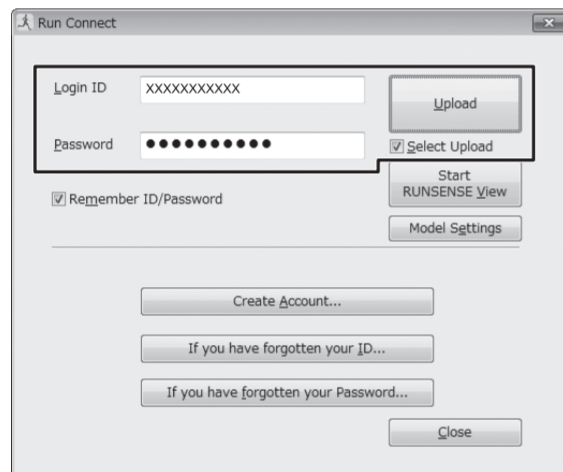 Run Connect
Login ID
XXXXXXXXXXX
Upload
Password
●●●●●●●●●●
Select Upload
Start
RUNSENSE View
Remember ID/Password
Model Settings
Create Account...
If you have forgotten your ID...
If you have forgotten your Password...
Close